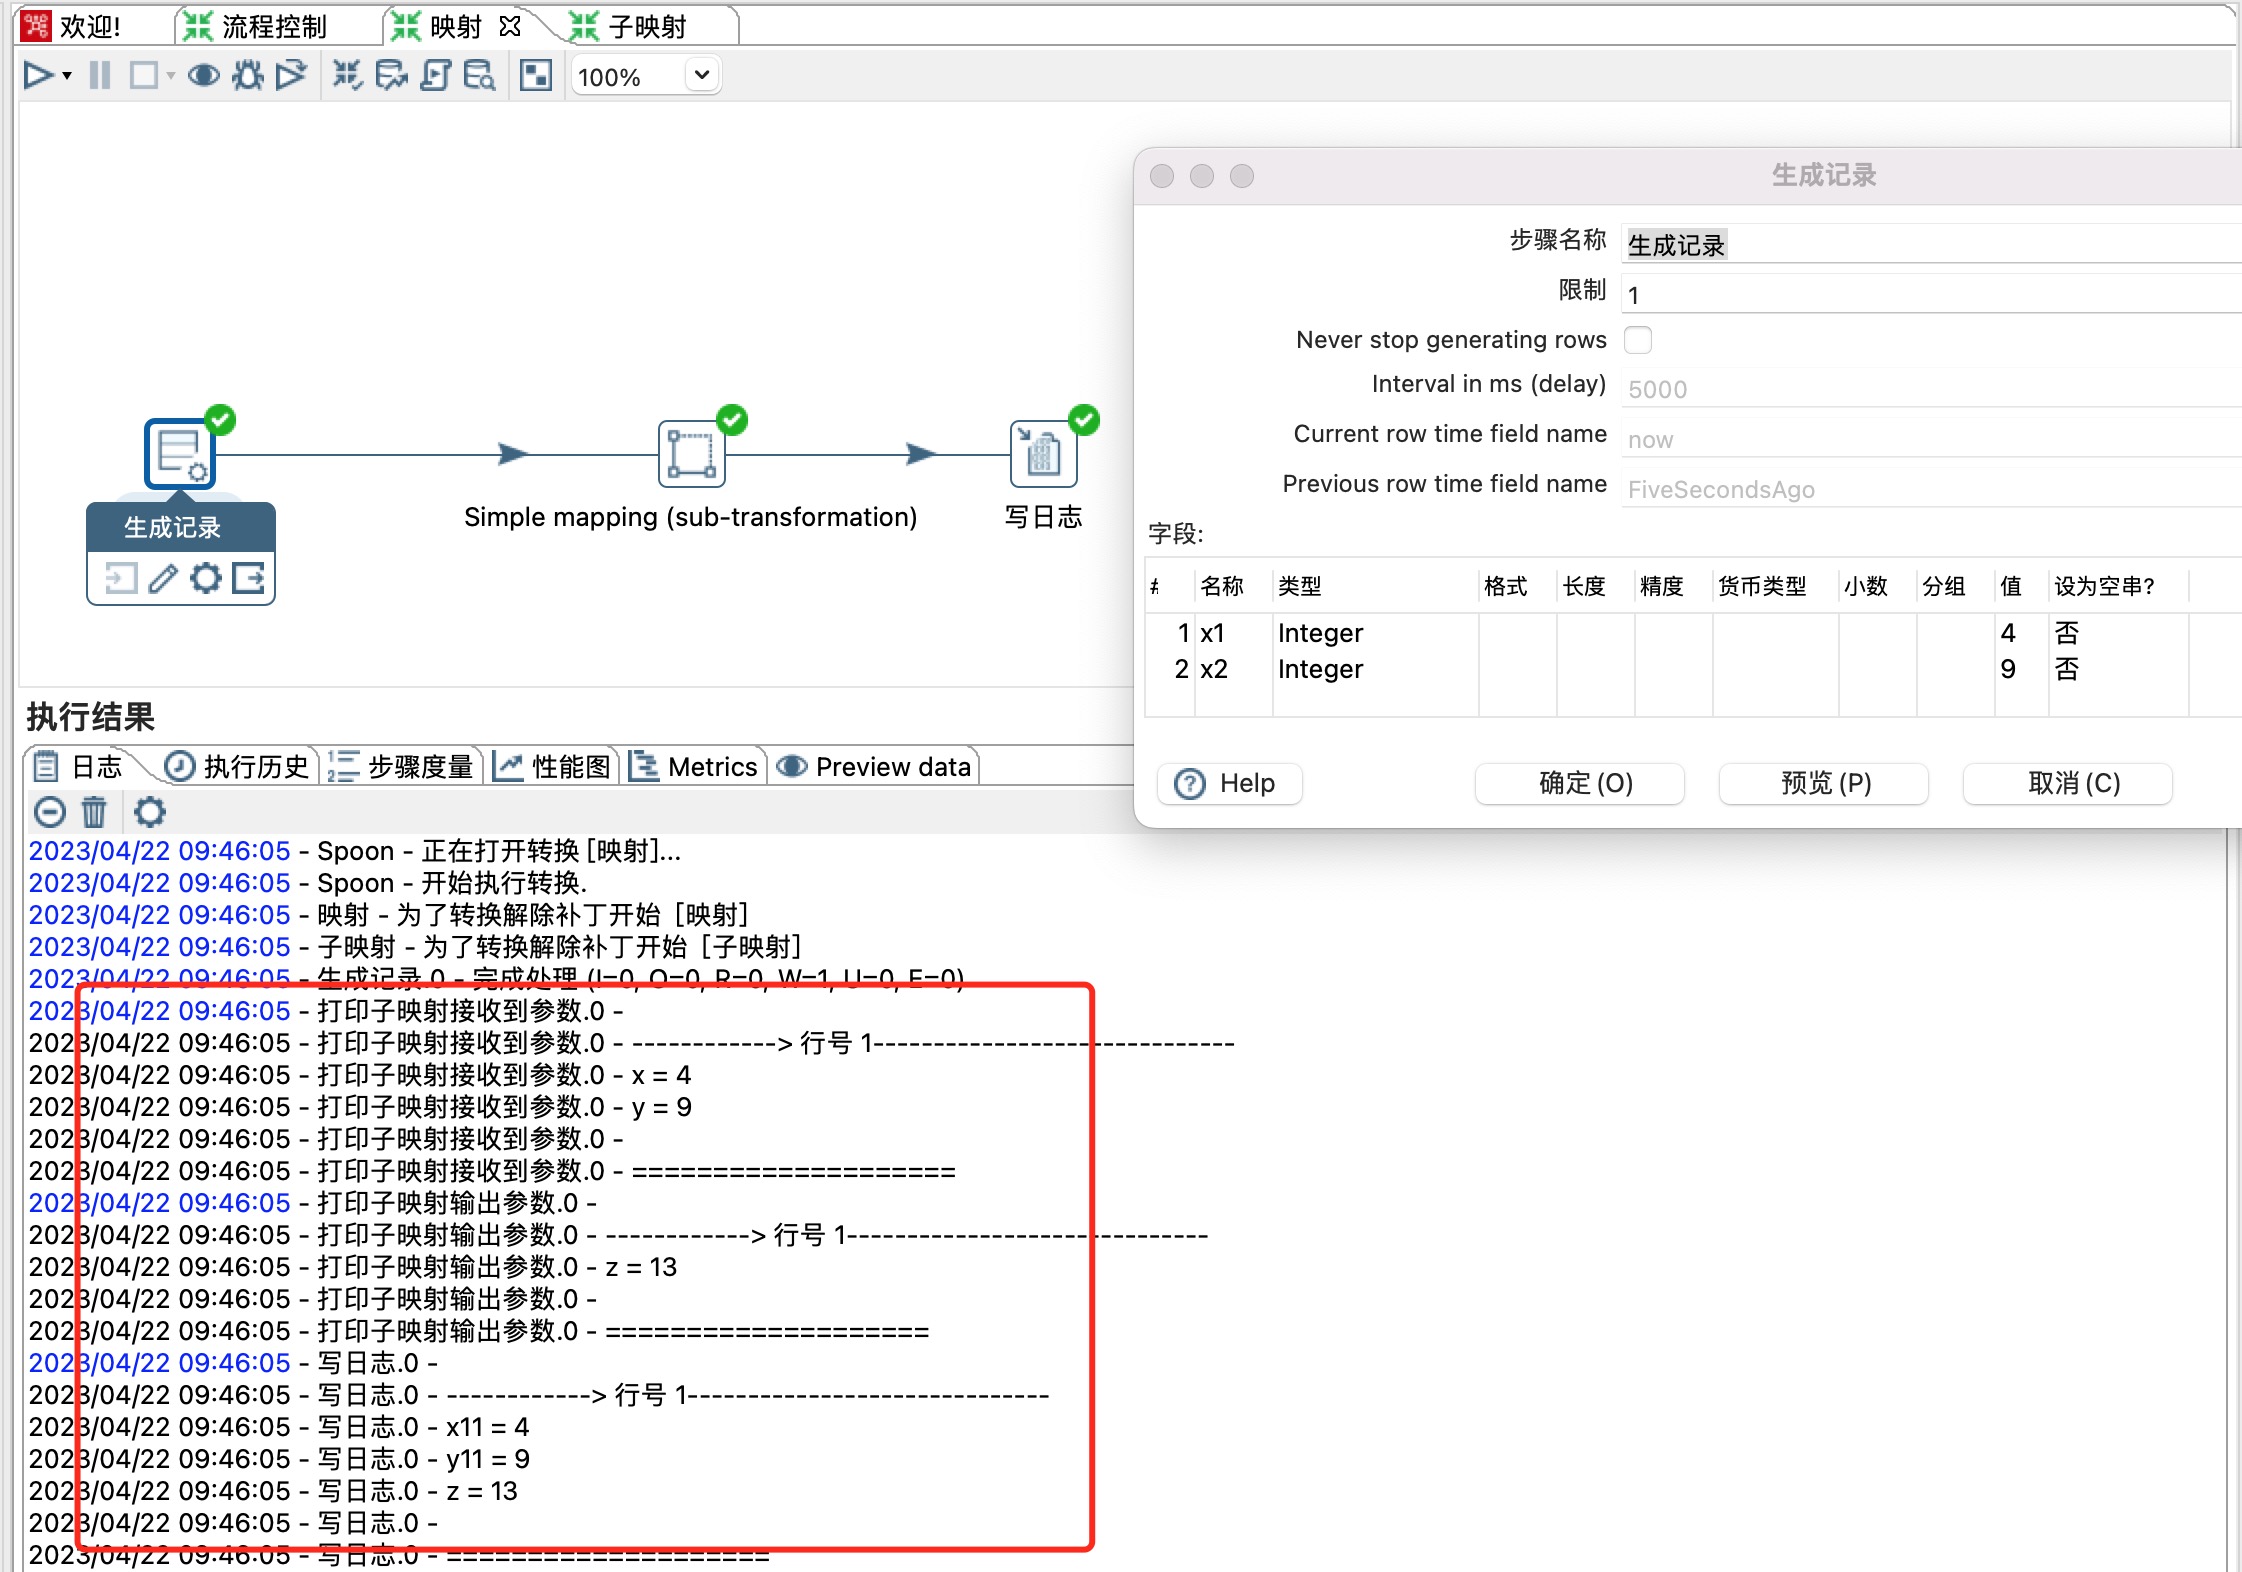 欢迎!
流程控制
映射
子映射
100%
生成记录
步骤名称 生成记录
限制 1
Never stop generating rows
Interval in ms (delay) 5000
Current row time field name now
Previous row time field name FiveSecondsAgo
字段:
# 名称 类型 格式 长度 精度 货币类型 小数 分组 值 设为空串?
1 x1 Integer 4 否
2 x2 Integer 9 否
Help 确定(O) 预览(P) 取消(C)
Simple mapping (sub-transformation)
写日志
生成记录
执行结果
日志 执行历史 步骤度量 性能图 Metrics Preview data
2023/04/22 09:46:05 - Spoon - 正在打开转换[映射]...
2023/04/22 09:46:05 - Spoon - 开始执行转换.
2023/04/22 09:46:05 - 映射 - 为了转换解除补丁开始 [映射]
2023/04/22 09:46:05 - 子映射 - 为了转换解除补丁开始 [子映射]
2023/04/22 09:46:05 - 生成记录.0 - 完成处理 (I=0, O=0, R=0, W=1, U=0, E=0)
2023/04/22 09:46:05 - 打印子映射接收到参数.0 -
2023/04/22 09:46:05 - 打印子映射接收到参数.0 - ------------> 行号 1------------------------------
2023/04/22 09:46:05 - 打印子映射接收到参数.0 - x = 4
2023/04/22 09:46:05 - 打印子映射接收到参数.0 - y = 9
2023/04/22 09:46:05 - 打印子映射接收到参数.0 -
2023/04/22 09:46:05 - 打印子映射接收到参数.0 - ====================
2023/04/22 09:46:05 - 打印子映射输出参数.0 -
2023/04/22 09:46:05 - 打印子映射输出参数.0 - ------------> 行号 1------------------------------
2023/04/22 09:46:05 - 打印子映射输出参数.0 - z = 13
2023/04/22 09:46:05 - 打印子映射输出参数.0 -
2023/04/22 09:46:05 - 打印子映射输出参数.0 - ====================
2023/04/22 09:46:05 - 写日志.0 -
2023/04/22 09:46:05 - 写日志.0 - ------------> 行号 1------------------------------
2023/04/22 09:46:05 - 写日志.0 - x11 = 4
2023/04/22 09:46:05 - 写日志.0 - y11 = 9
2023/04/22 09:46:05 - 写日志.0 - z = 13
2023/04/22 09:46:05 - 写日志.0 -
2023/04/22 09:46:05 - 写日志.0 - ====================